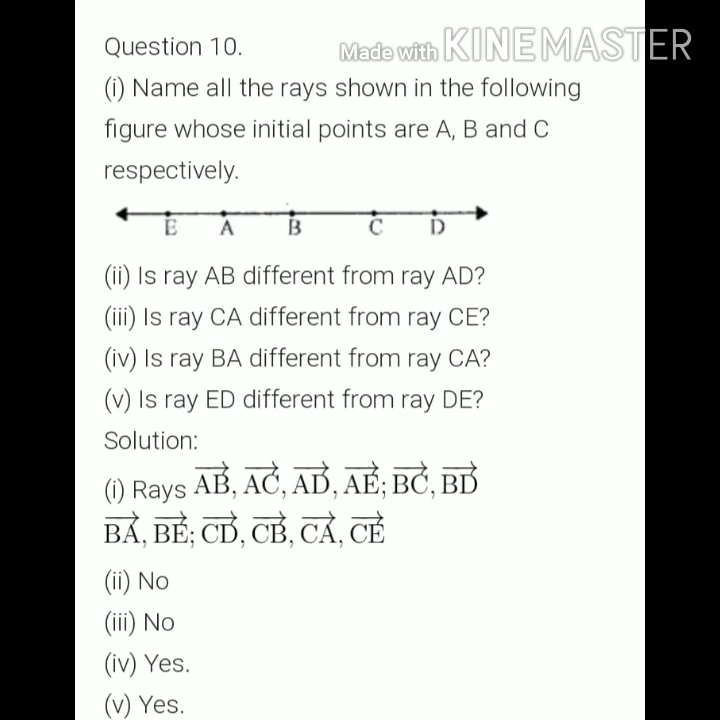 Made with KINEMASTER
Question 10.
(i) Name all the rays shown in the following
figure whose initial points are A, B and C
respectively.
E A B C D
(ii) Is ray AB different from ray AD?
(iii) Is ray CA different from ray CE?
(iv) Is ray BA different from ray CA?
(v) Is ray ED different from ray DE?
Solution:
(i) Rays AB, AC, AD, AE; BC, BD
BA, BE; CD, CB, CA, CE
(ii) No
(iii) No
(iv) Yes.
(v) Yes.